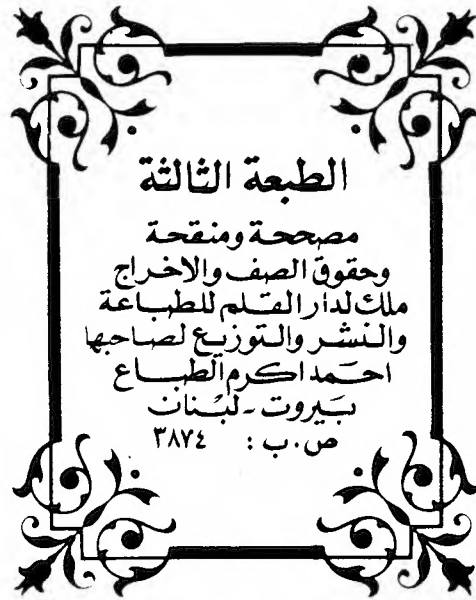 الطبعة الثالثة
مصححة ومنقحة
وحقوق الصف والاخراج
ملك لدار القلم للطباعة
والنشر والتوزيع لصاحبها
احمد اكرم الطباع
بيروت - لبنان
ص.ب : ٣٨٧٤